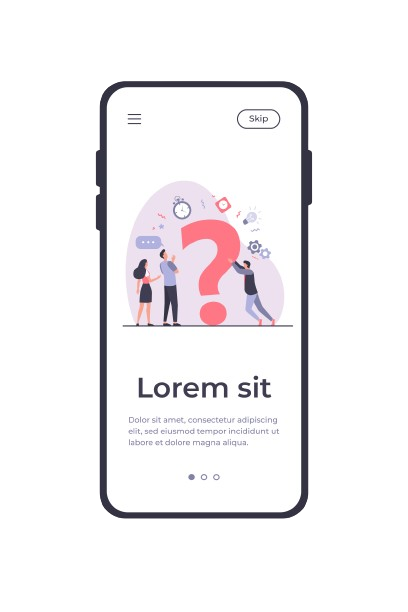 Skip
Lorem sit
Dolor sit amet, consectetur adipiscing
elit, sed eiusmod tempor incididunt ut
labore et dolore magna aliqua.